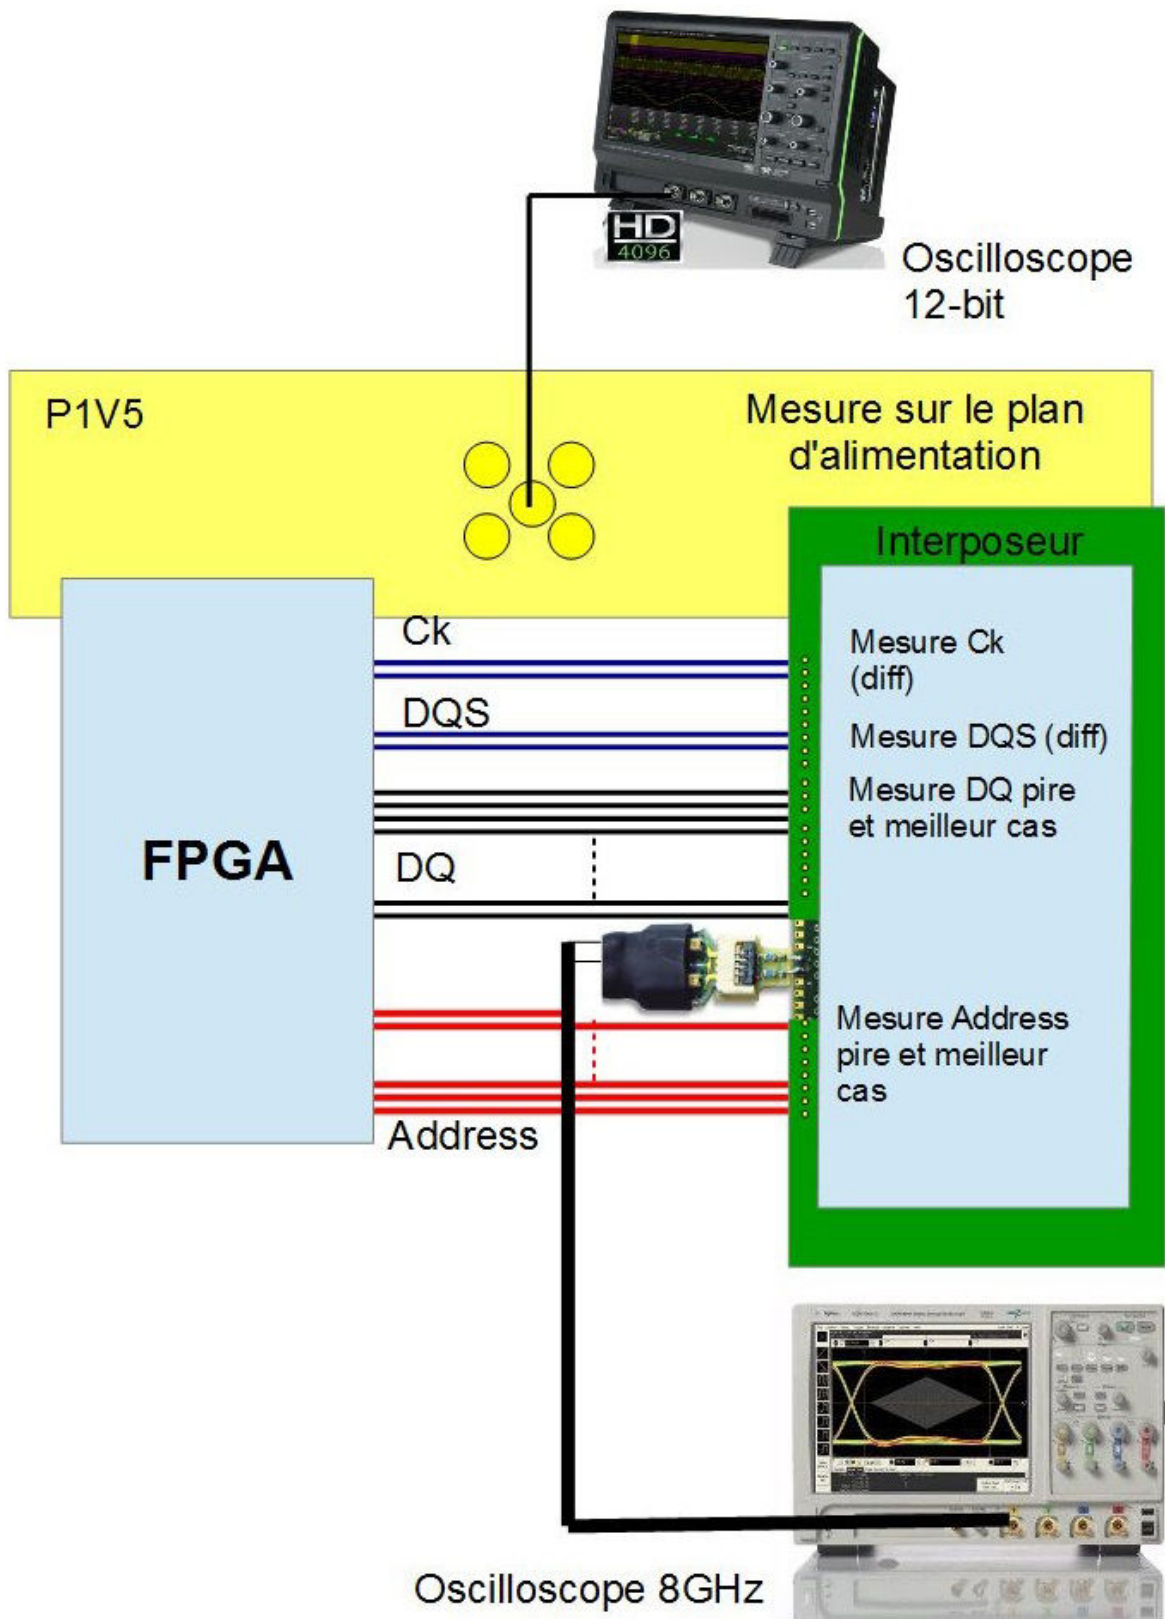 HD
4096
Oscilloscope
12-bit
P1V5
Mesure sur le plan
d'alimentation
Interposeur
Ck
Mesure Ck
(diff)
DQS
Mesure DQS (diff)
Mesure DQ pire
et meilleur cas
FPGA
DQ
Mesure Address
pire et meilleur
cas
Address
Oscilloscope 8GHz